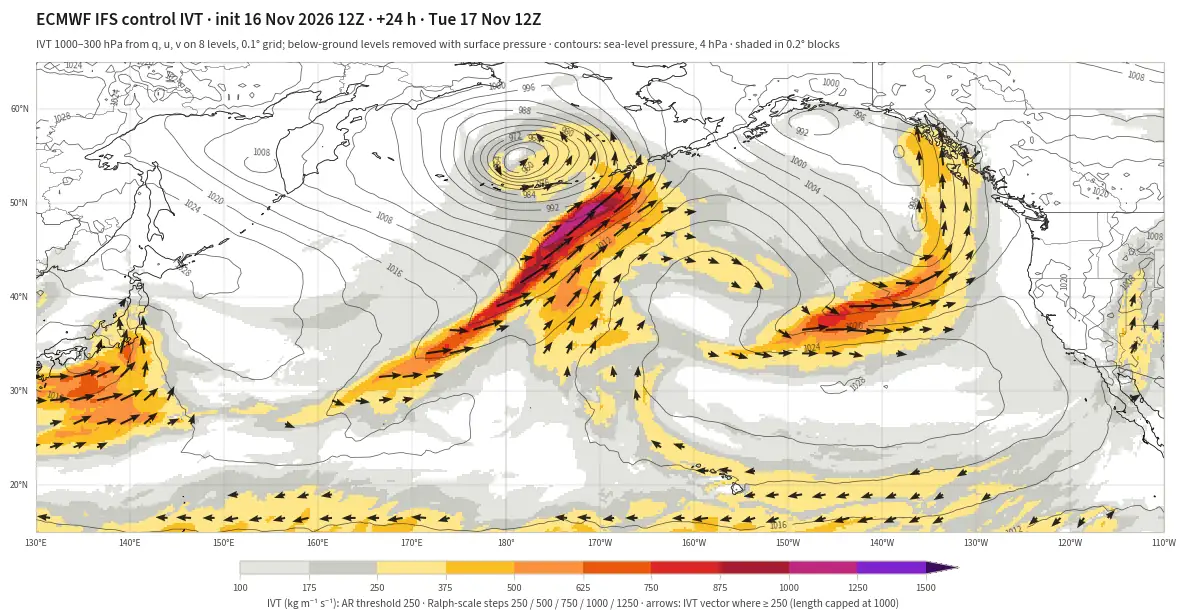 ECMWF IFS control IVT · init 16 Nov 2026 12Z · +24 h · Tue 17 Nov 12Z
IVT 1000–300 hPa from q, u, v on 8 levels, 0.1° grid; below-ground levels removed with surface pressure · contours: sea-level pressure, 4 hPa · shaded in 0.2° blocks
1024
1000
996
1000
1008
60°N
1028
988
992
996
1008
1000
1020
1004
50°N
1024
1020
984
992
1008
1012
1008
1016
40°N
1020
1020
1024
1028
30°N
20°N
1016
1012
130°E 140°E 150°E 160°E 170°E 180° 170°W 160°W 150°W 140°W 130°W 120°W 110°W
100 175 250 375 500 625 750 875 1000 1250 1500
IVT (kg m⁻¹ s⁻¹): AR threshold 250 · Ralph-scale steps 250 / 500 / 750 / 1000 / 1250 · arrows: IVT vector where ≥ 250 (length capped at 1000)